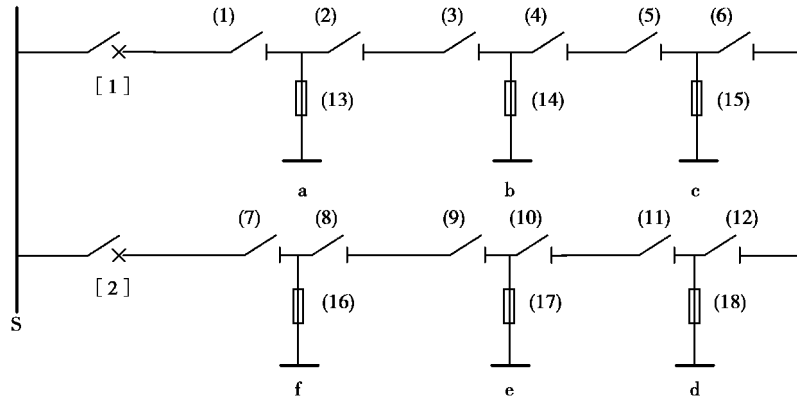 (1) (2) (3) (4) (5) (6)
[1] (13) (14) (15)
a b c
(7) (8) (9) (10) (11) (12)
[2] (16) (17) (18)
S
f e d